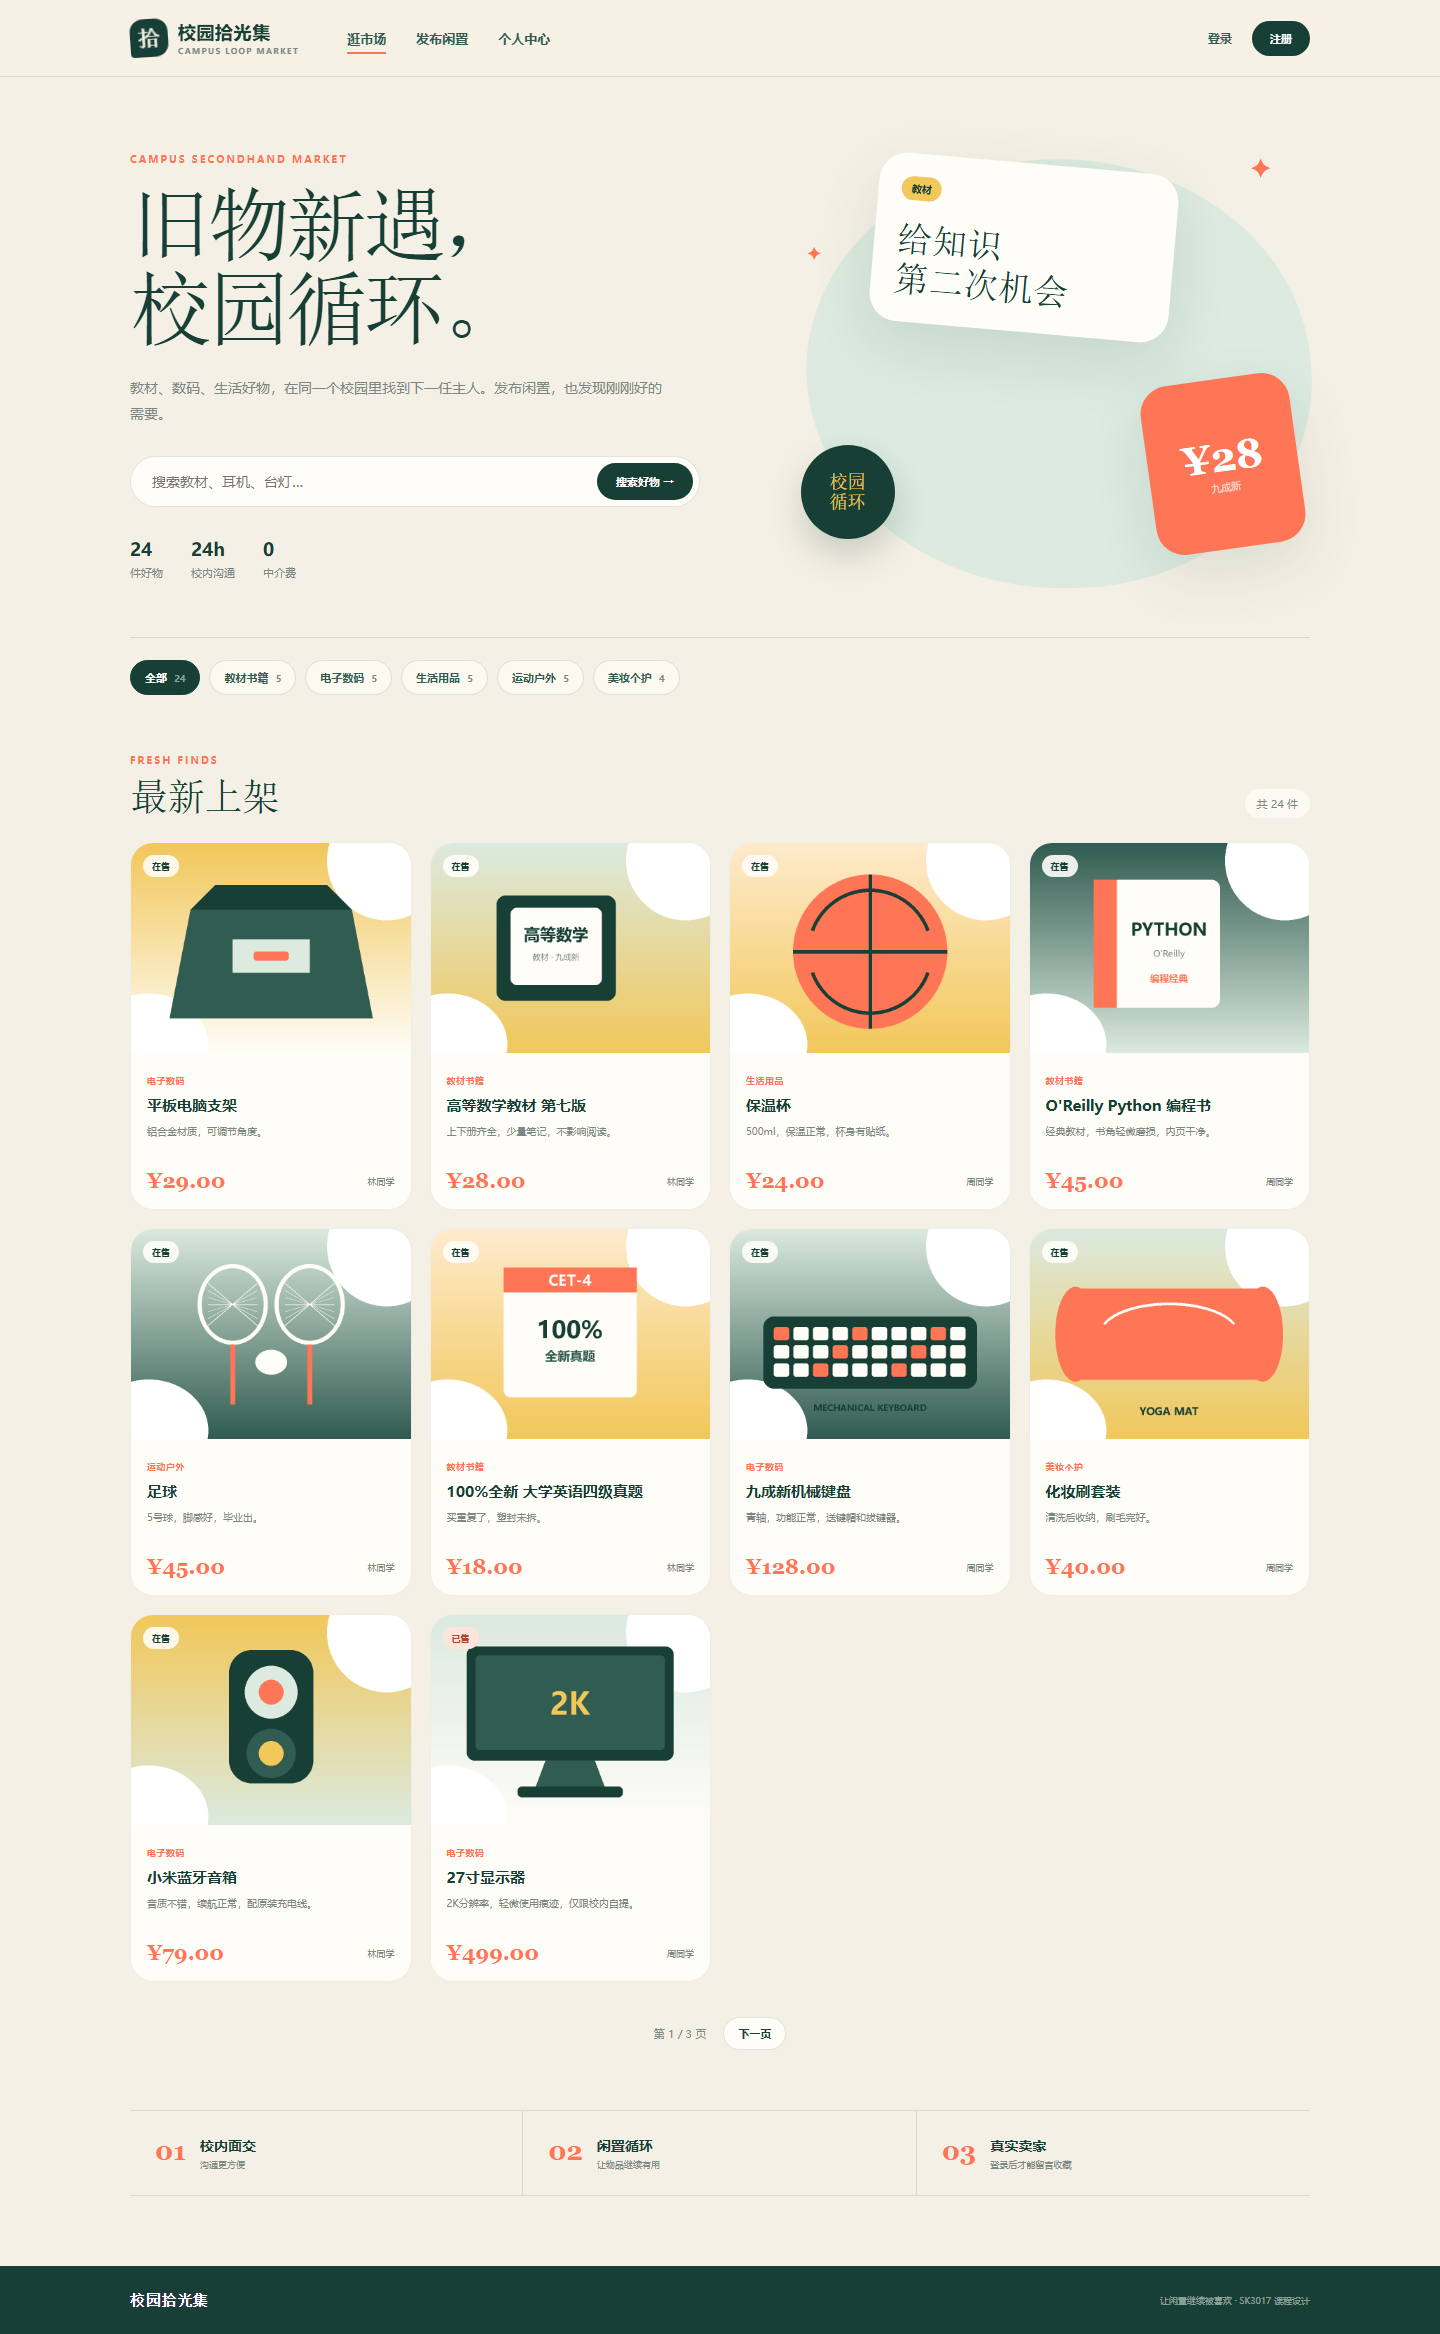 拾
校园拾光集
CAMPUS LOOP MARKET
逛市场
发布闲置
个人中心
登录
注册
CAMPUS SECONDHAND MARKET
旧物新遇，
校园循环。
教材、数码、生活好物，在同一个校园里找到下一任主人。发布闲置，也发现刚刚好的
需要。
搜索教材、耳机、台灯...
搜索好物 →
24
件好物
24h
校内沟通
0
中介费
教材
给知识
第二次机会
¥28
九成新
校园
循环
全部 24
教材书籍 5
电子数码 5
生活用品 5
运动户外 5
美妆个护 4
FRESH FINDS
最新上架
共 24 件
在售
电子数码
平板电脑支架
铝合金材质，可调节角度。
¥29.00
林同学
在售
高等数学
教材 · 九成新
教材书籍
高等数学教材 第七版
上下册齐全，少量笔记，不影响阅读。
¥28.00
林同学
在售
生活用品
保温杯
500ml，保温正常，杯身有贴纸。
¥24.00
周同学
在售
PYTHON
O'Reilly
编程经典
教材书籍
O'Reilly Python 编程书
经典教材，书角轻微磨损，内页干净。
¥45.00
周同学
在售
运动户外
足球
5号球，脚感好，毕业出。
¥45.00
林同学
在售
CET-4
100%
全新真题
教材书籍
100%全新 大学英语四级真题
买重复了，塑封未拆。
¥18.00
林同学
在售
MECHANICAL KEYBOARD
电子数码
九成新机械键盘
青轴，功能正常，送键帽和拔键器。
¥128.00
周同学
在售
YOGA MAT
美妆个护
化妆刷套装
清洗后收纳，刷毛完好。
¥40.00
周同学
在售
电子数码
小米蓝牙音箱
音质不错，续航正常，配原装充电线。
¥79.00
林同学
已售
2K
电子数码
27寸显示器
2K分辨率，轻微使用痕迹，仅限校内自提。
¥499.00
周同学
第 1 / 3 页
下一页
01
校内面交
沟通更方便
02
闲置循环
让物品继续有用
03
真实卖家
登录后才能留言收藏
校园拾光集
让闲置继续被喜欢 · SK3017 课程设计